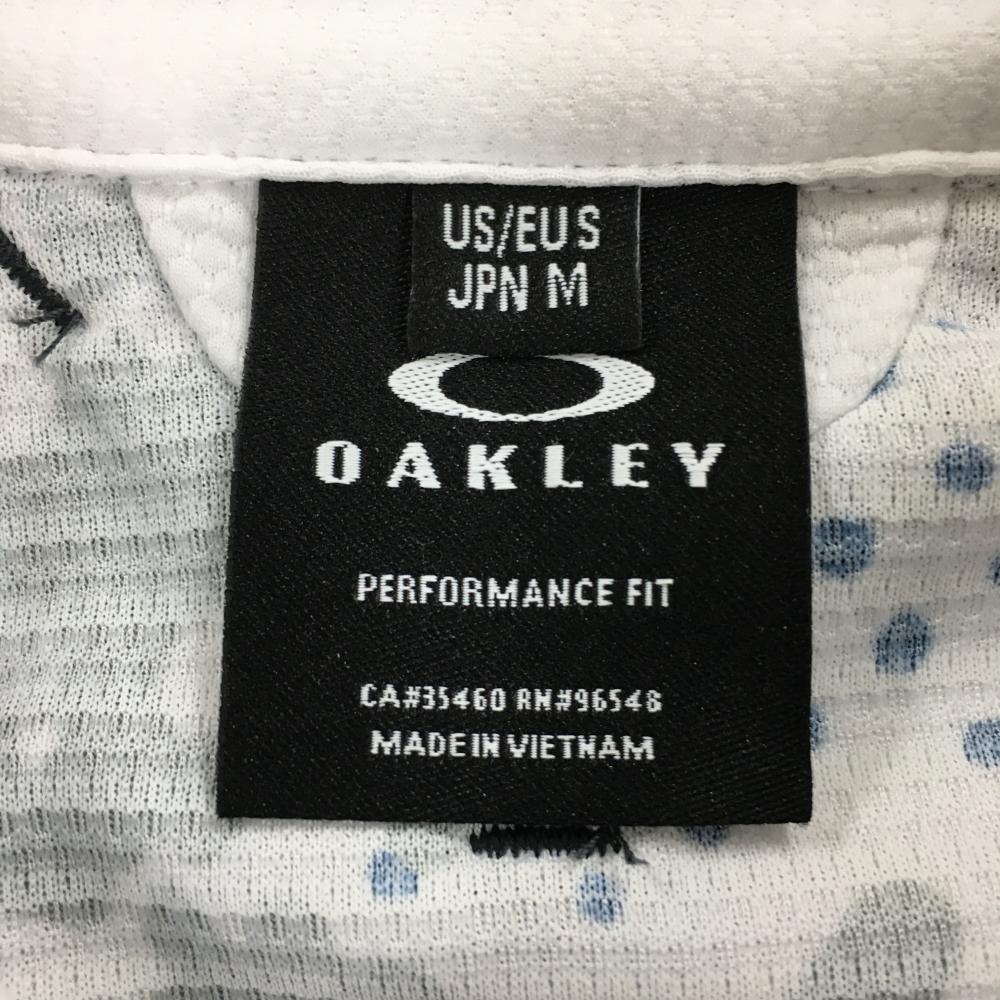 US/EU S
JPN M
OAKLEY
PERFORMANCE FIT
CA#35460 RN#96548
MADE IN VIETNAM